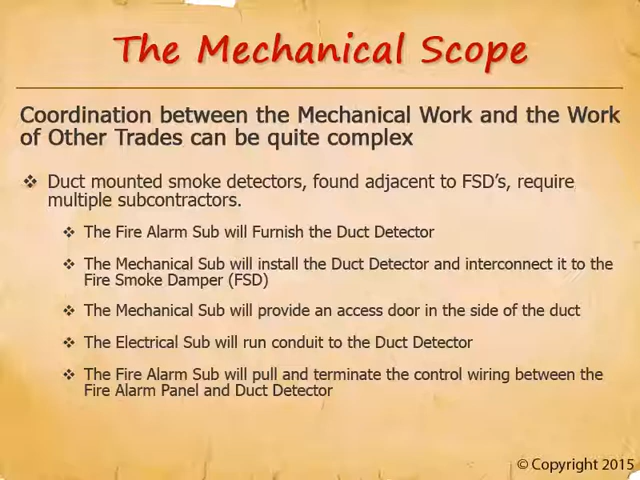 The Mechanical Scope
Coordination between the Mechanical Work and the Work
of Other Trades can be quite complex
❖ Duct mounted smoke detectors, found adjacent to FSD's, require
multiple subcontractors.
❖ The Fire Alarm Sub will Furnish the Duct Detector
❖ The Mechanical Sub will install the Duct Detector and interconnect it to the
Fire Smoke Damper (FSD)
❖ The Mechanical Sub will provide an access door in the side of the duct
❖ The Electrical Sub will run conduit to the Duct Detector
❖ The Fire Alarm Sub will pull and terminate the control wiring between the
Fire Alarm Panel and Duct Detector
© Copyright 2015